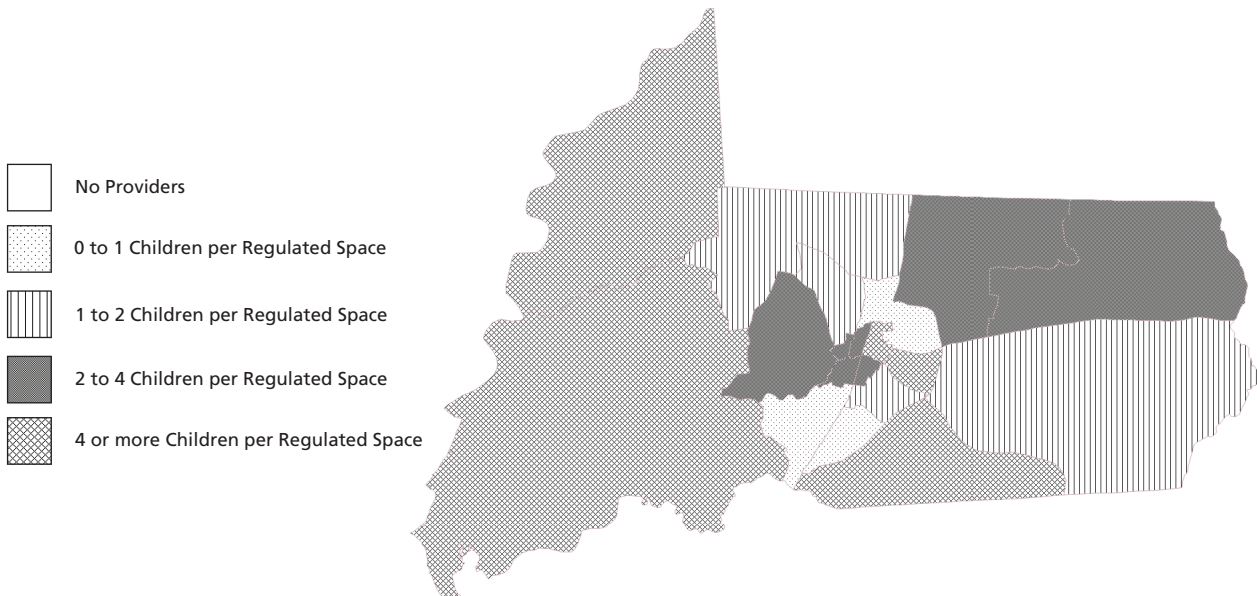 No Providers
0 to 1 Children per Regulated Space
1 to 2 Children per Regulated Space
2 to 4 Children per Regulated Space
4 or more Children per Regulated Space